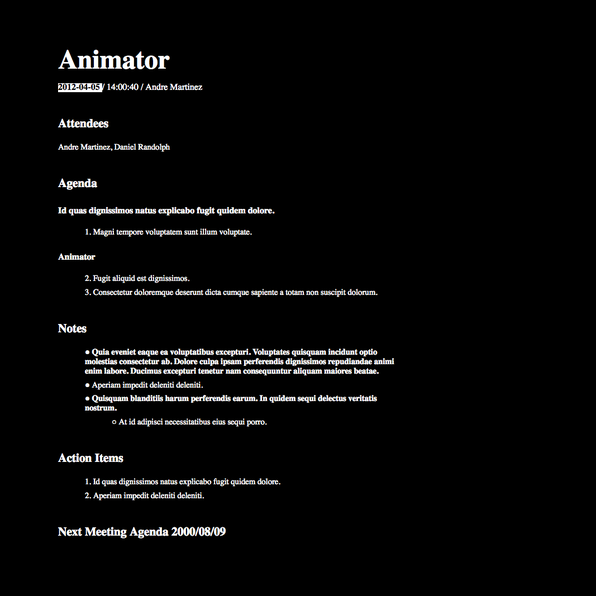 Animator
2012-04-05 / 14:00:40 / Andre Martinez
Attendees
Andre Martinez, Daniel Randolph
Agenda
Id quas dignissimos natus explicabo fugit quidem dolore.
1. Magni tempore voluptatem sunt illum voluptate.
Animator
2. Fugit aliquid est dignissimos.
3. Consectetur doloremque deserunt dicta cumque sapiente a totam non suscipit dolorum.
Notes
● Quia eveniet eaque ea voluptatibus excepturi. Voluptates quisquam incidunt optio
molestias consectetur ab. Dolore culpa ipsam perferendis dignissimos repudiandae animi
enim labore. Ducimus excepturi tenetur nam consequuntur aliquam maiores beatae.
● Aperiam impedit deleniti deleniti.
● Quisquam blanditiis harum perferendis earum. In quidem sequi delectus veritatis
nostrum.
○ At id adipisci necessitatibus eius sequi porro.
Action Items
1. Id quas dignissimos natus explicabo fugit quidem dolore.
2. Aperiam impedit deleniti deleniti.
Next Meeting Agenda 2000/08/09